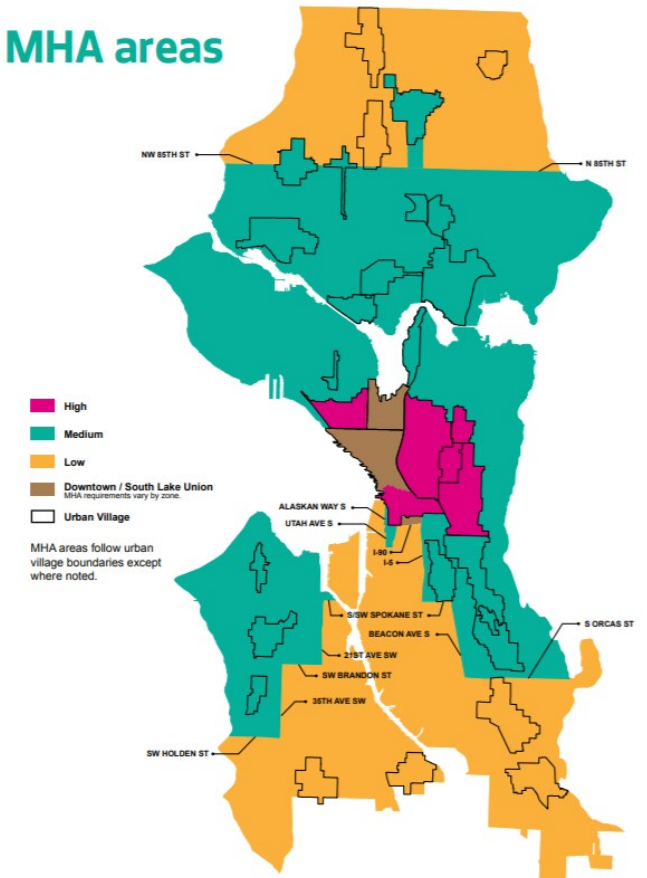 MHA areas
NW 85TH ST
N 85TH ST
High
Medium
Low
Downtown / South Lake Union
MHA requirements vary by zone.
Urban Village
MHA areas follow urban
village boundaries except
where noted.
ALASKAN WAY S
UTAH AVE S
I-90
I-5
S/SW SPOKANE ST
BEACON AVE S
S ORCAS ST
21ST AVE SW
SW BRANDON ST
35TH AVE SW
SW HOLDEN ST